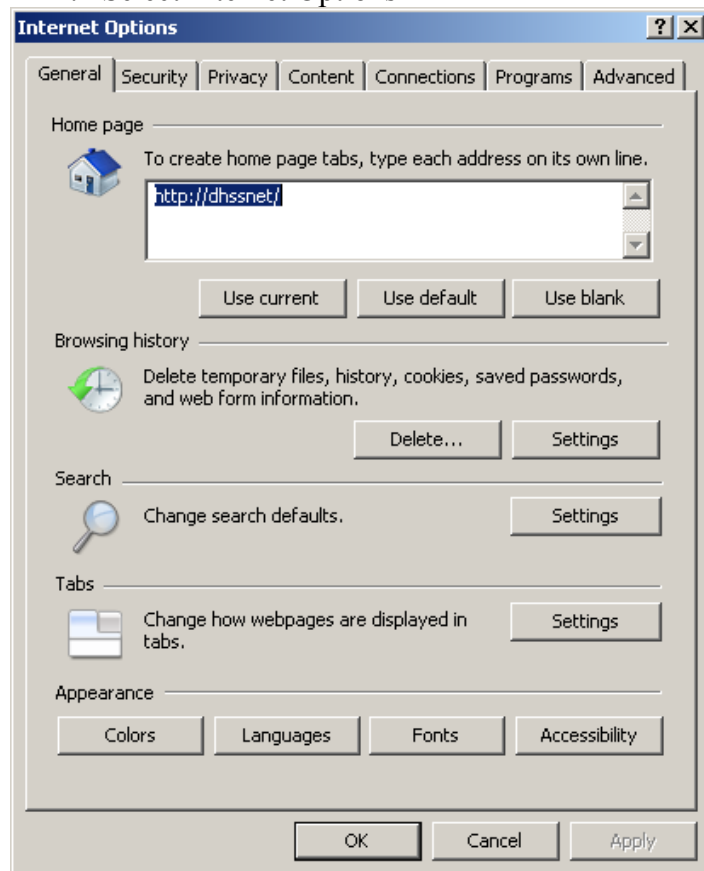 Select Internet Options
Internet Options
General Security Privacy Content Connections Programs Advanced
Home page
To create home page tabs, type each address on its own line.
http://dhssnet/
Use current Use default Use blank
Browsing history
Delete temporary files, history, cookies, saved passwords,
and web form information.
Delete... Settings
Search
Change search defaults.
Settings
Tabs
Change how webpages are displayed in
tabs.
Settings
Appearance
Colors Languages Fonts Accessibility
OK Cancel Apply